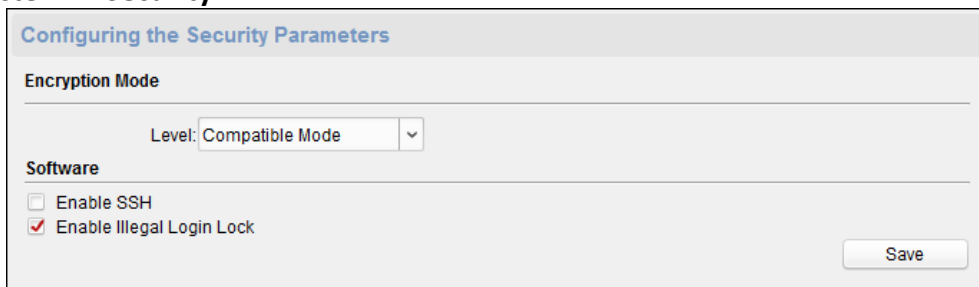 Configuring the Security Parameters
Encryption Mode
Level: Compatible Mode
Software
Enable SSH
Enable Illegal Login Lock
Save